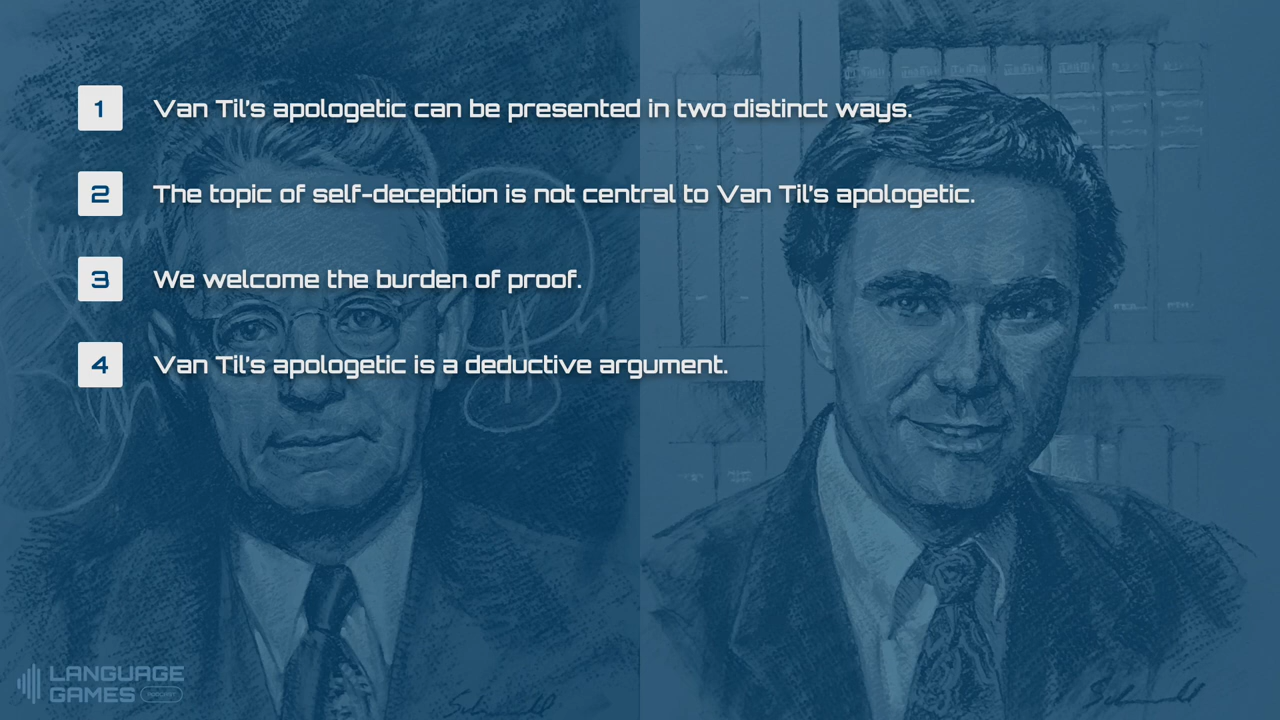 1 Van Til's apologetic can be presented in two distinct ways.
2 The topic of self-deception is not central to Van Til's apologetic.
3 We welcome the burden of proof.
4 Van Til's apologetic is a deductive argument.
LANGUAGE
GAMES PODCAST